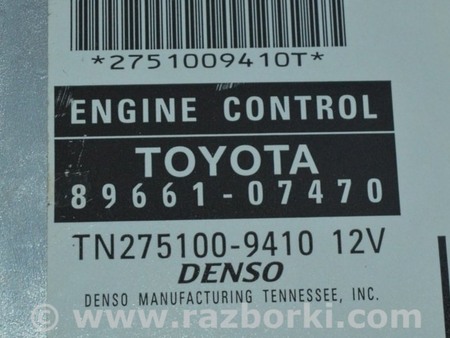 *2751009410T*
ENGINE CONTROL
TOYOTA
89661-07470
TN275100-9410 12V
DENSO
DENSO MANUFACTURING TENNESSEE, INC.
© www.razborki.com